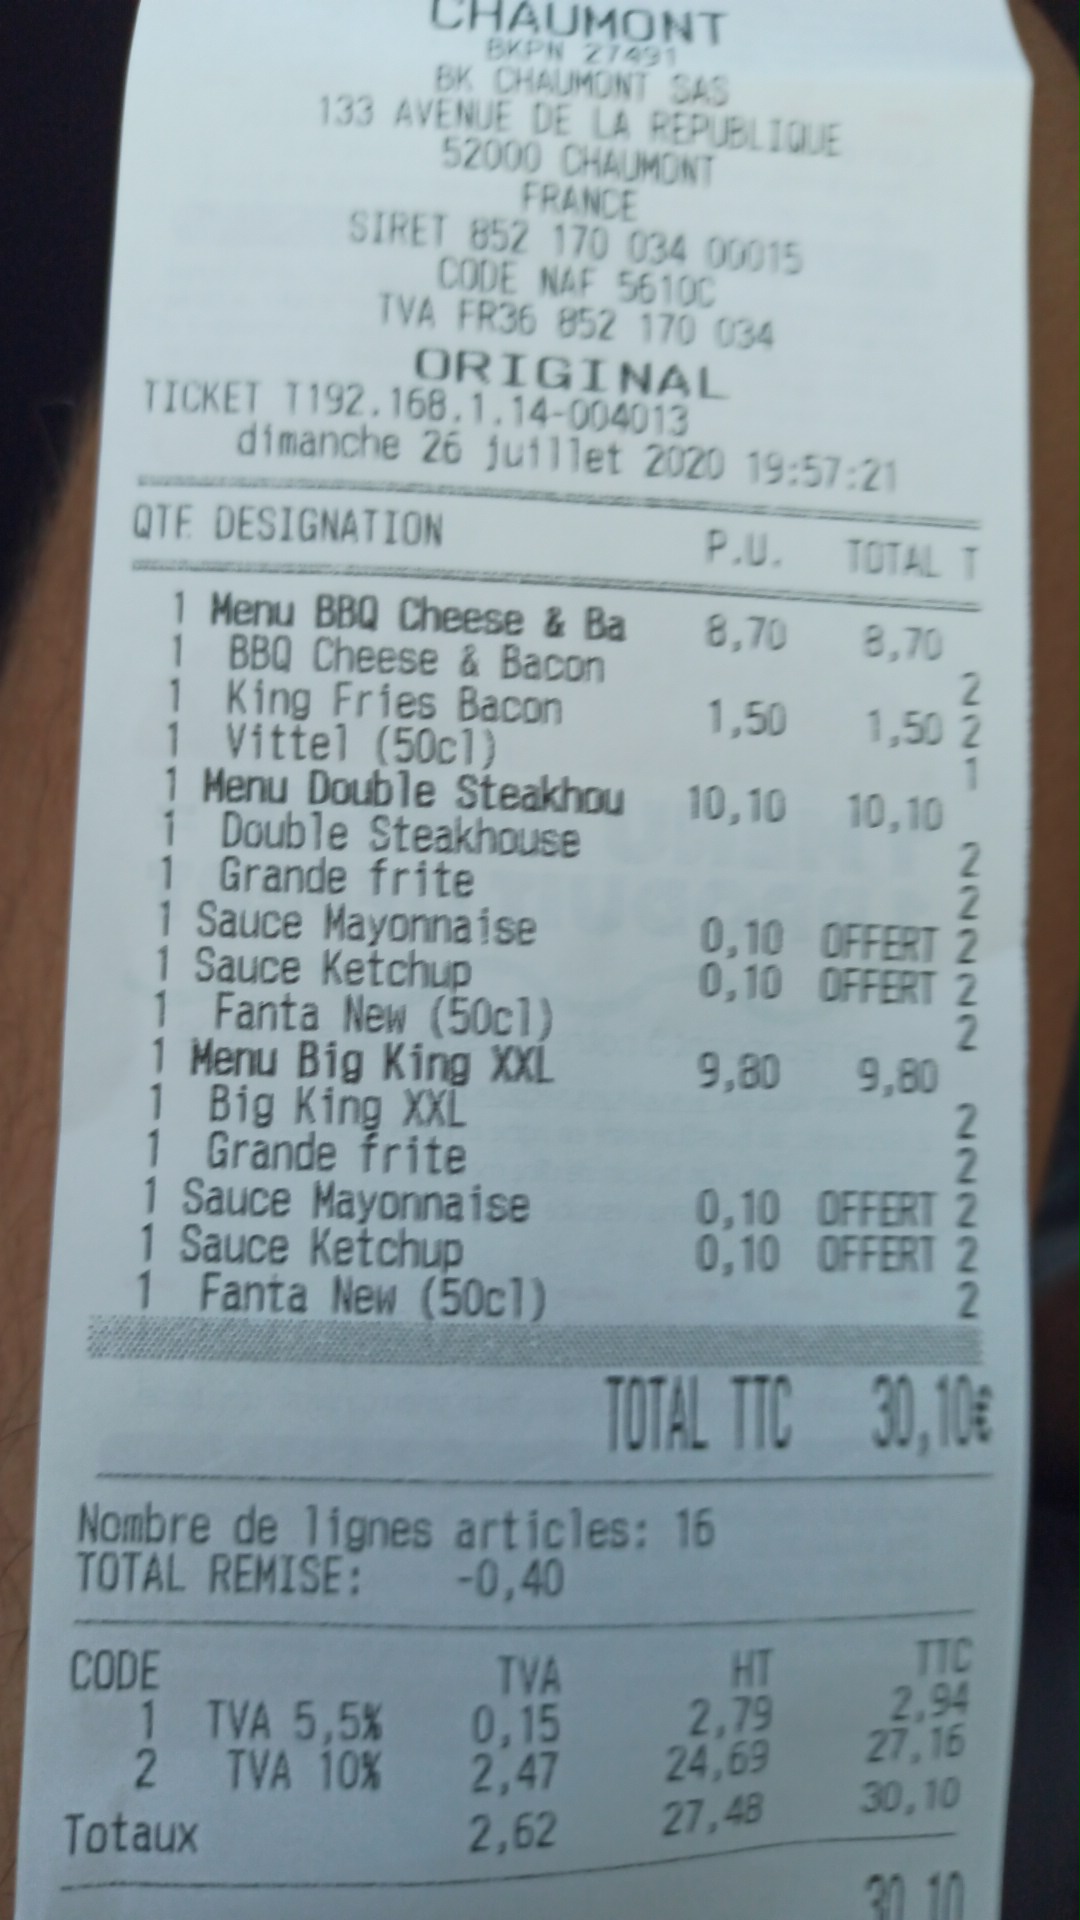 CHAUMONT
BKPN 27491
BK CHAUMONT SAS
133 AVENUE DE LA REPUBLIQUE
52000 CHAUMONT
FRANCE
SIRET 852 170 034 00015
CODE NAF 5610C
TVA FR36 852 170 034
ORIGINAL
TICKET T192.168.1.14-004013
dimanche 26 juillet 2020 19:57:21
QTE DESIGNATION P.U. TOTAL T
1 Menu BBQ Cheese & Ba 8,70 8,70
1 BBQ Cheese & Bacon 2
1 King Fries Bacon 1,50 1,50 2
1 Vittel (50cl) 1
1 Menu Double Steakhou 10,10 10,10
1 Double Steakhouse 2
1 Grande frite 2
1 Sauce Mayonnaise 0,10 OFFERT 2
1 Sauce Ketchup 0,10 OFFERT 2
1 Fanta New (50cl) 2
1 Menu Big King XXL 9,80 9,80
1 Big King XXL 2
1 Grande frite 2
1 Sauce Mayonnaise 0,10 OFFERT 2
1 Sauce Ketchup 0,10 OFFERT 2
1 Fanta New (50cl) 2
TOTAL TTC 30,10€
Nombre de lignes articles: 16
TOTAL REMISE: -0,40
CODE TVA HT TTC
1 TVA 5,5% 0,15 2,79 2,94
2 TVA 10% 2,47 24,69 27,16
Totaux 2,62 27,48 30,10
30,10